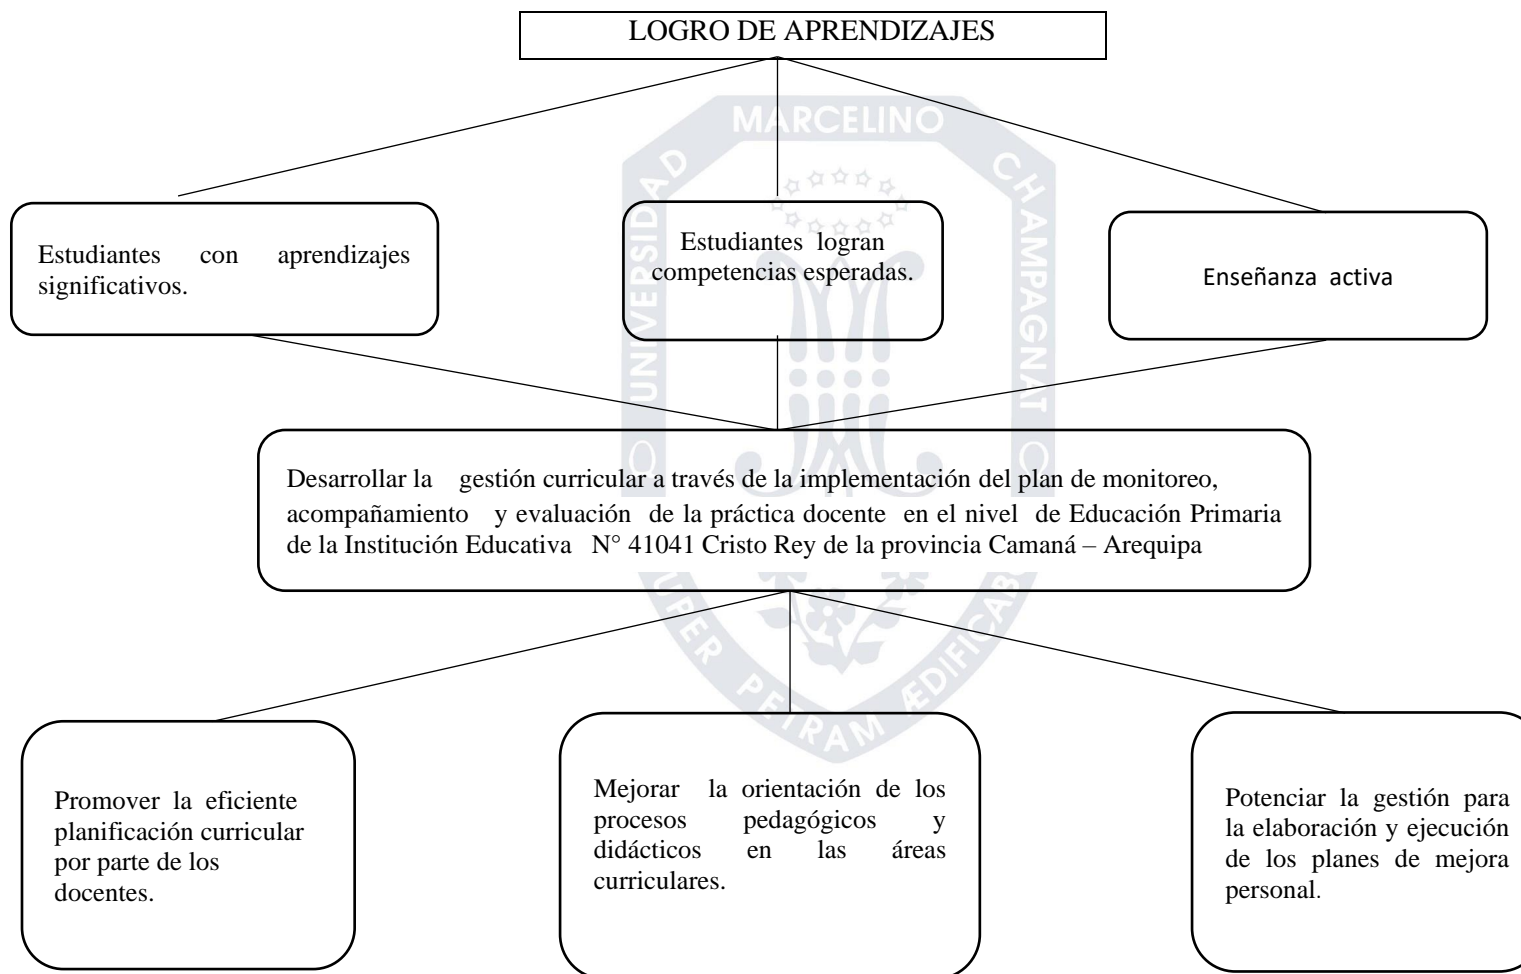 LOGRO DE APRENDIZAJES
UNIVERSIDAD MARCELINO CHAMPAGNAT
Estudiantes con aprendizajes
significativos.
Estudiantes logran
competencias esperadas.
Enseñanza activa
Desarrollar la gestión curricular a través de la implementación del plan de monitoreo,
acompañamiento y evaluación de la práctica docente en el nivel de Educación Primaria
de la Institución Educativa N° 41041 Cristo Rey de la provincia Camaná – Arequipa
PETRAM
Promover la eficiente
planificación curricular
por parte de los
docentes.
Mejorar la orientación de los
procesos pedagógicos y
didácticos en las áreas
curriculares.
Potenciar la gestión para
la elaboración y ejecución
de los planes de mejora
personal.